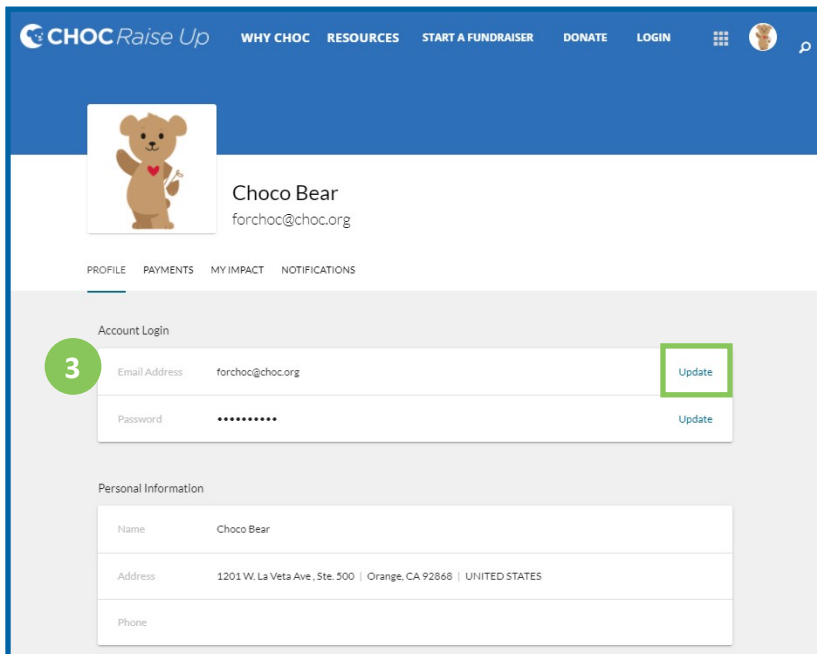 CHOC Raise Up WHY CHOC RESOURCES START A FUNDRAISER DONATE LOGIN
Choco Bear
forchoc@choc.org
PROFILE PAYMENTS MY IMPACT NOTIFICATIONS
Account Login
3
Email Address forchoc@choc.org Update
Password •••••••••• Update
Personal Information
Name Choco Bear
Address 1201 W. La Veta Ave , Ste. 500 | Orange, CA 92868 | UNITED STATES
Phone